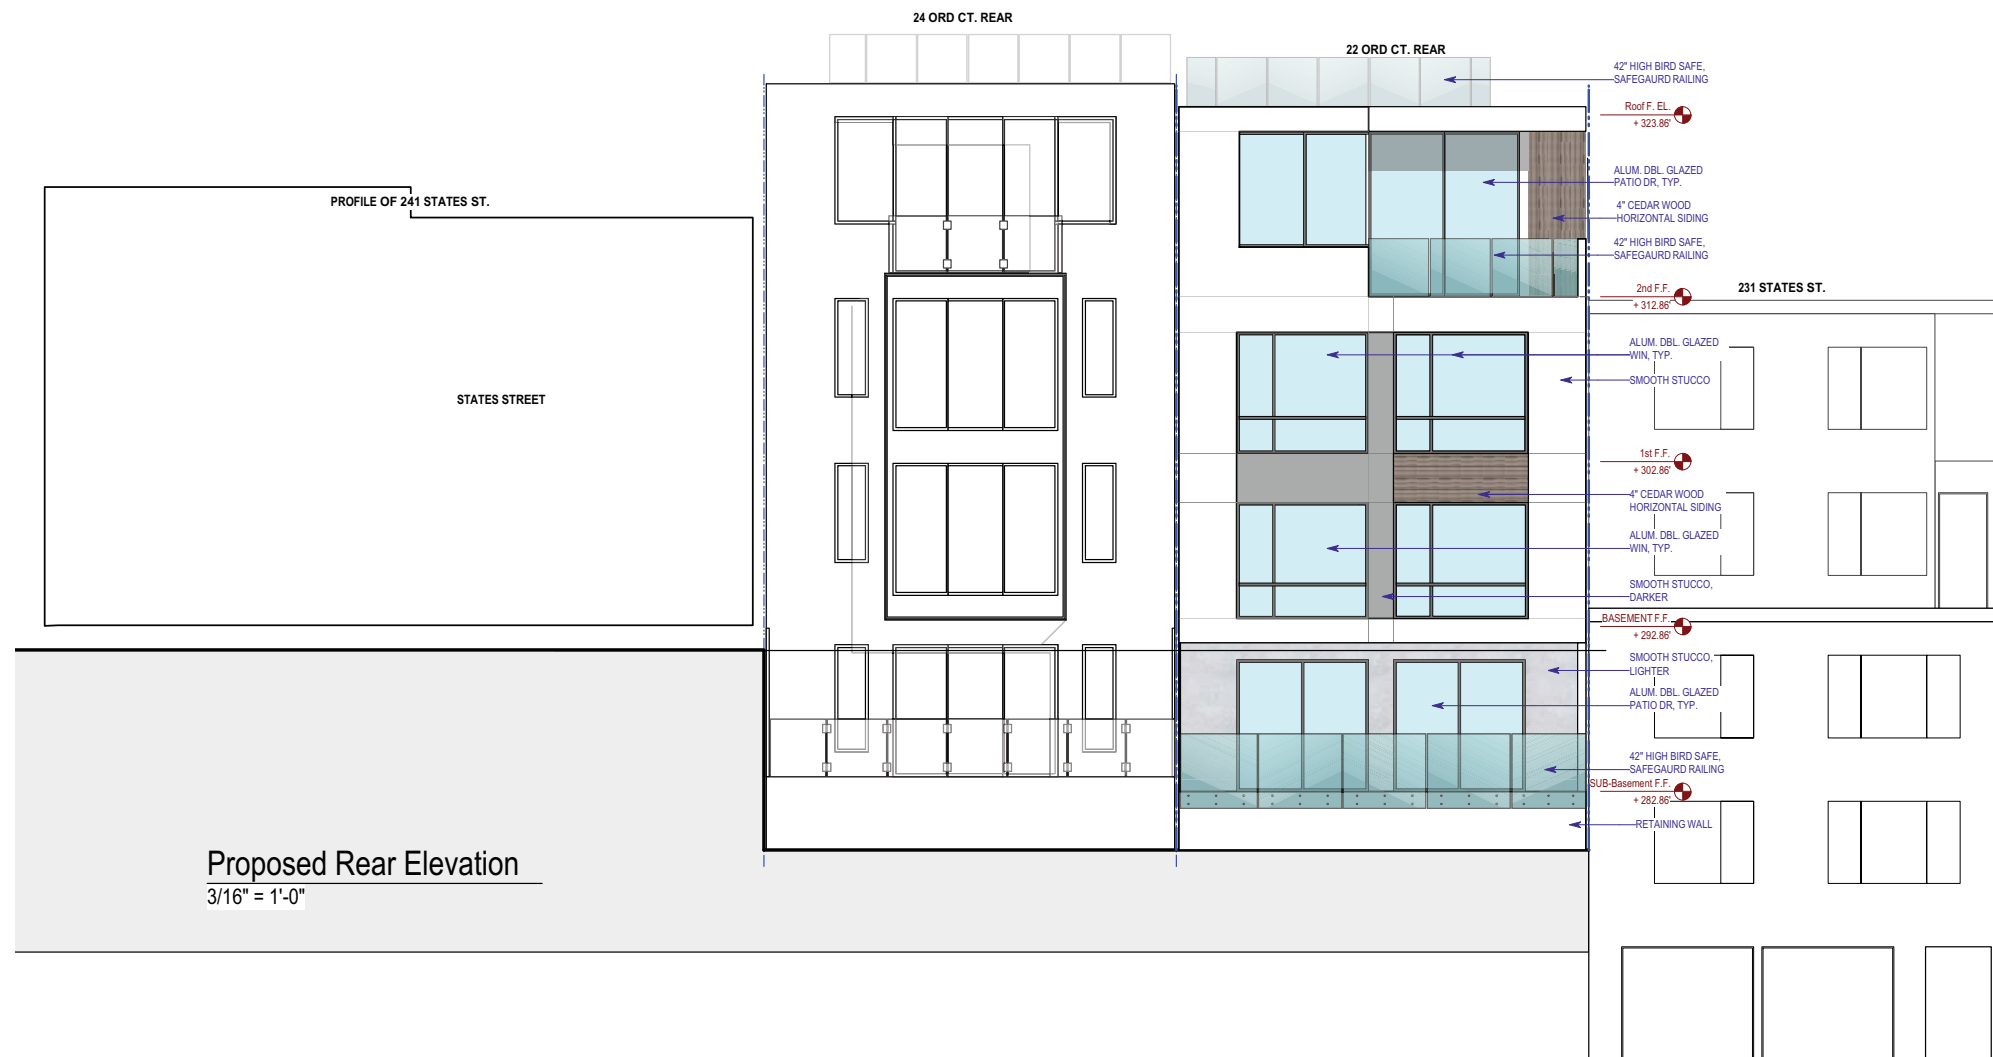 24 ORD CT. REAR
22 ORD CT. REAR
42" HIGH BIRD SAFE,
SAFEGAURD RAILING
Roof F. EL.
+ 323.86'
ALUM. DBL. GLAZED
PATIO DR, TYP.
PROFILE OF 241 STATES ST.
4" CEDAR WOOD
HORIZONTAL SIDING
42" HIGH BIRD SAFE,
SAFEGAURD RAILING
2nd F.F.
+ 312.86'
231 STATES ST.
ALUM. DBL. GLAZED
WIN, TYP.
SMOOTH STUCCO
STATES STREET
1st F.F.
+ 302.86'
4" CEDAR WOOD
HORIZONTAL SIDING
ALUM. DBL. GLAZED
WIN, TYP.
SMOOTH STUCCO,
DARKER
BASEMENT F.F.
+ 292.86'
SMOOTH STUCCO,
LIGHTER
ALUM. DBL. GLAZED
PATIO DR, TYP.
42" HIGH BIRD SAFE,
SAFEGAURD RAILING
SUB-Basement F.F.
+ 282.86'
RETAINING WALL
Proposed Rear Elevation
3/16" = 1'-0"